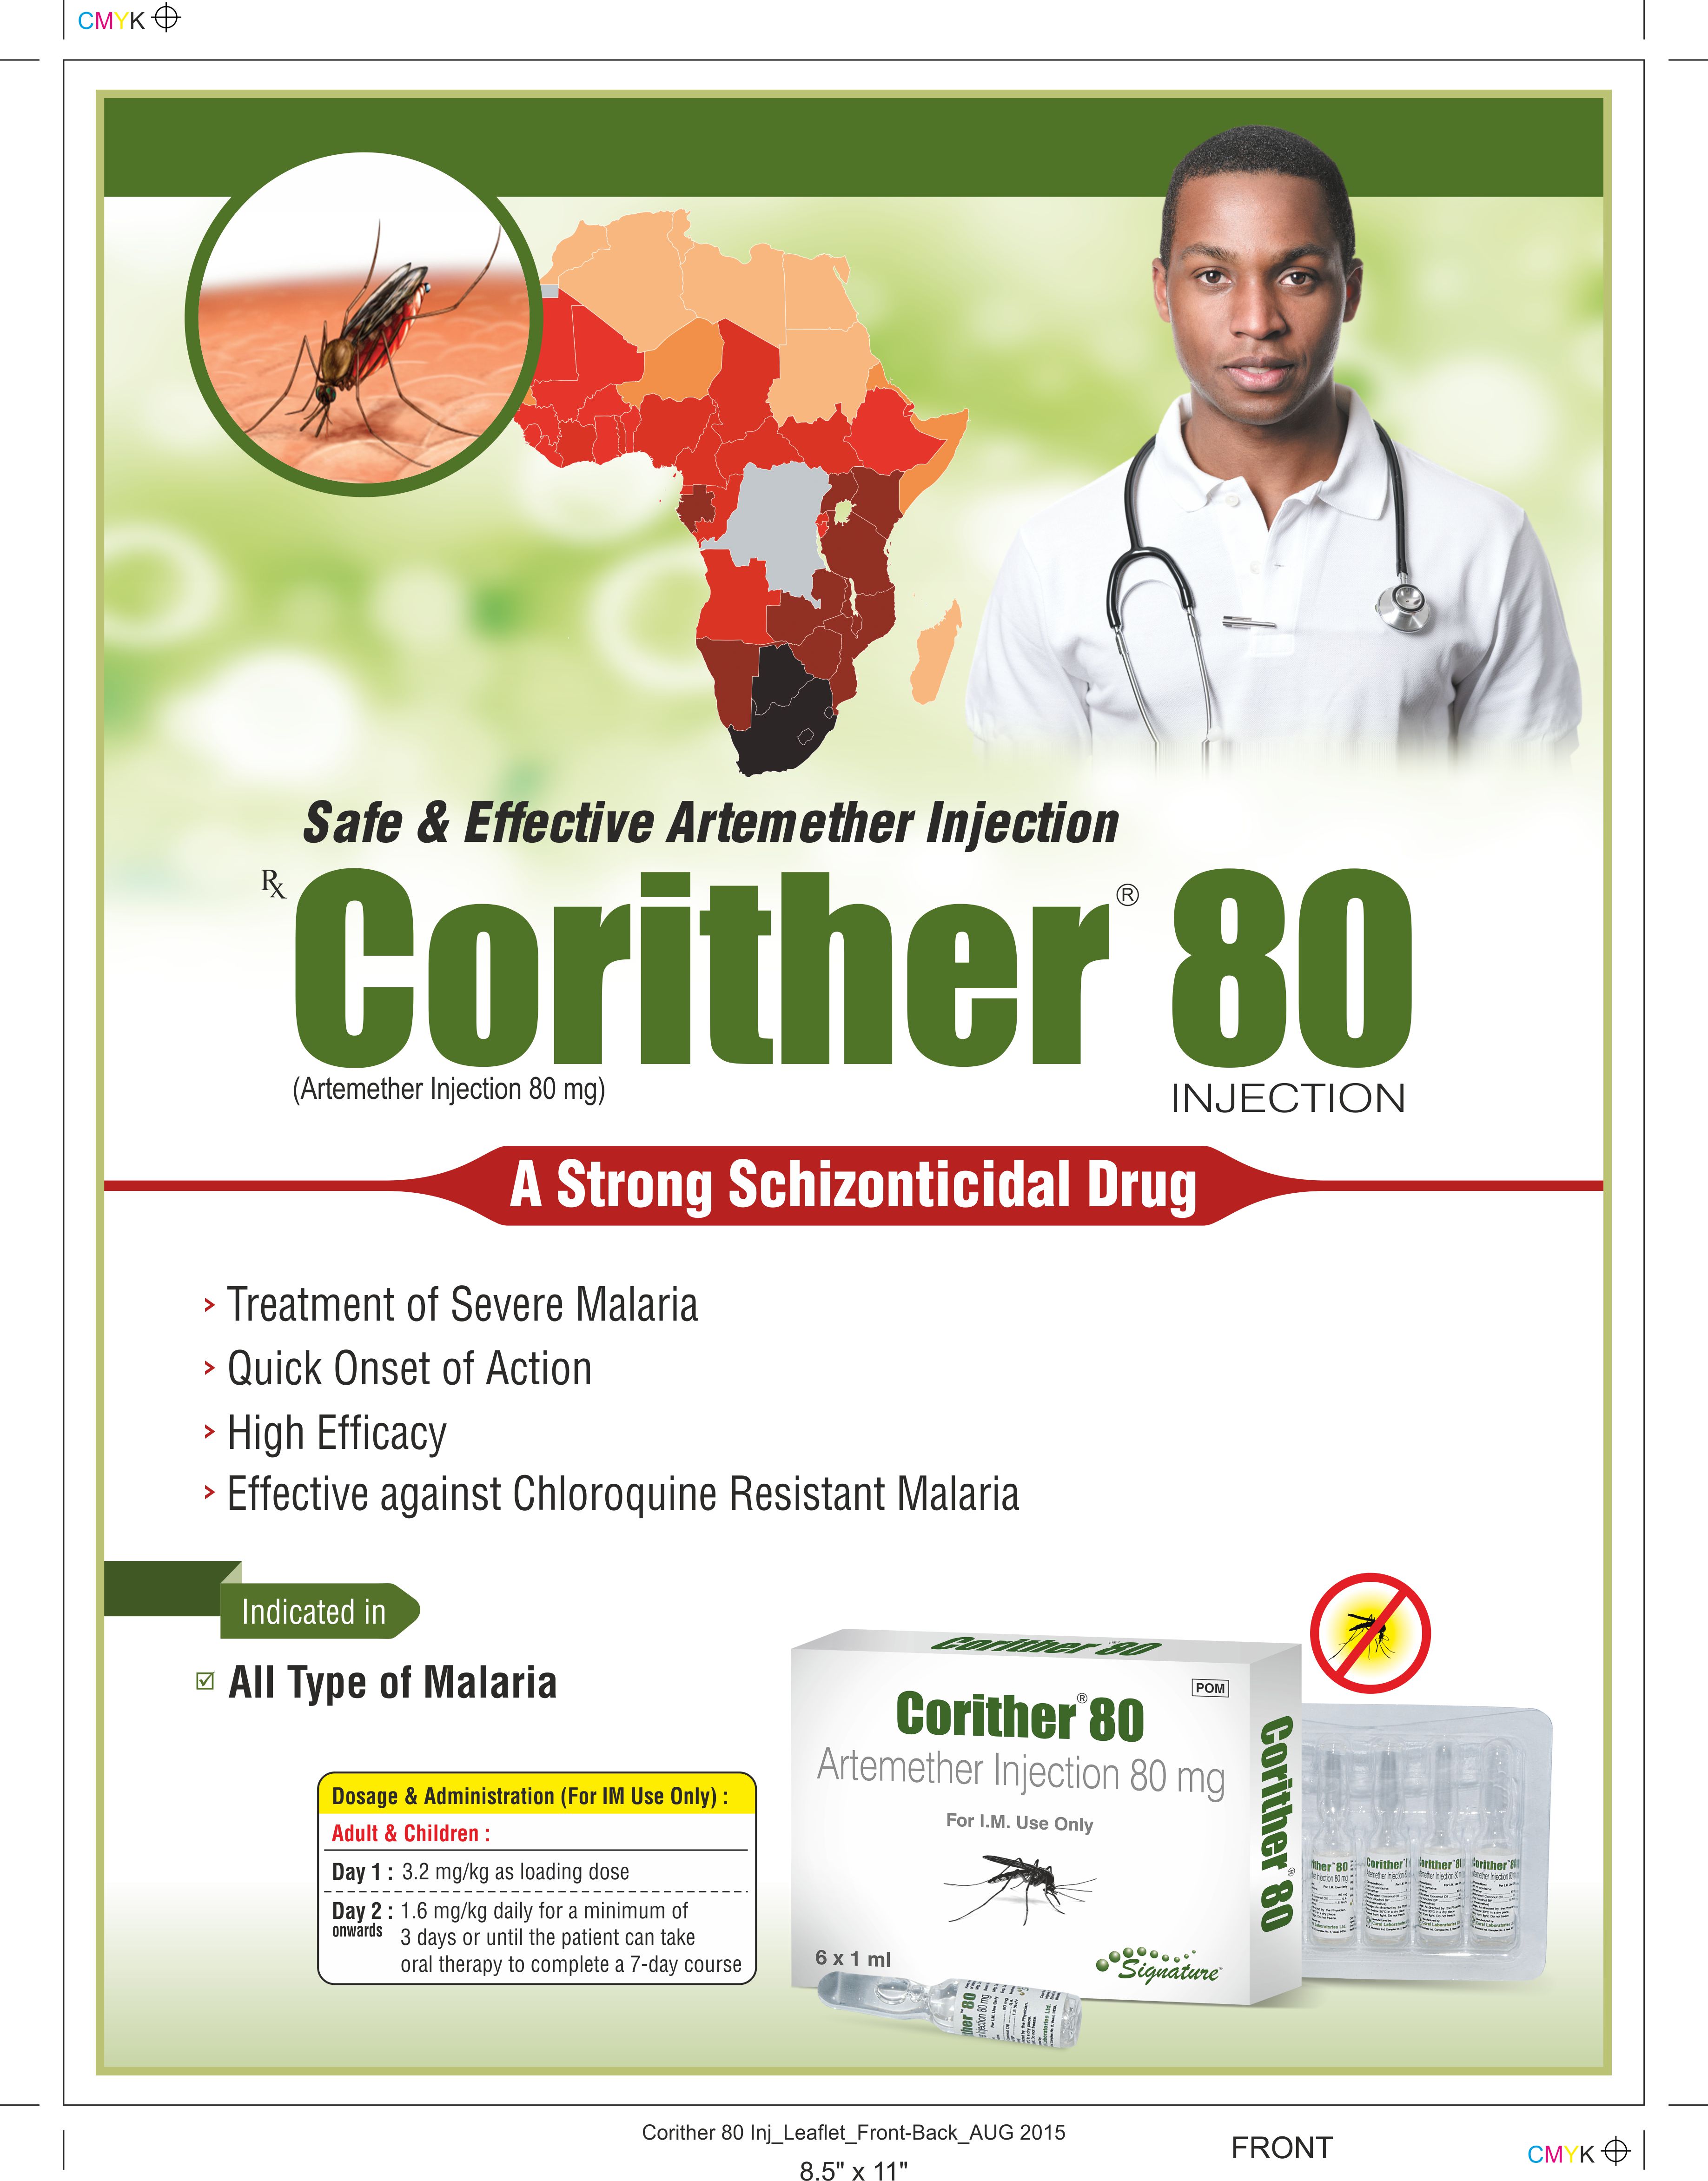 CMYK
Safe & Effective Artemether Injection
Rx Corither® 80
(Artemether Injection 80 mg)
INJECTION
A Strong Schizonticidal Drug
> Treatment of Severe Malaria
> Quick Onset of Action
> High Efficacy
> Effective against Chloroquine Resistant Malaria
Indicated in
☑ All Type of Malaria
Dosage & Administration (For IM Use Only) :
Adult & Children :
Day 1 : 3.2 mg/kg as loading dose
Day 2 : 1.6 mg/kg daily for a minimum of
onwards 3 days or until the patient can take
oral therapy to complete a 7-day course
Corither 80
POM
Corither® 80
Artemether Injection 80 mg
For I.M. Use Only
6 x 1 ml
Signature
Corither® 80
Corither 80 Inj_Leaflet_Front-Back_AUG 2015
8.5" x 11"
FRONT
CMYK